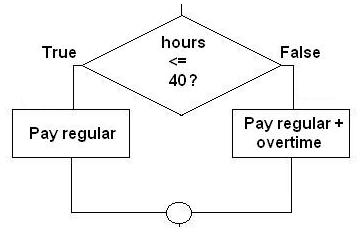 True
hours
<=
40?
False
Pay regular
Pay regular +
overtime